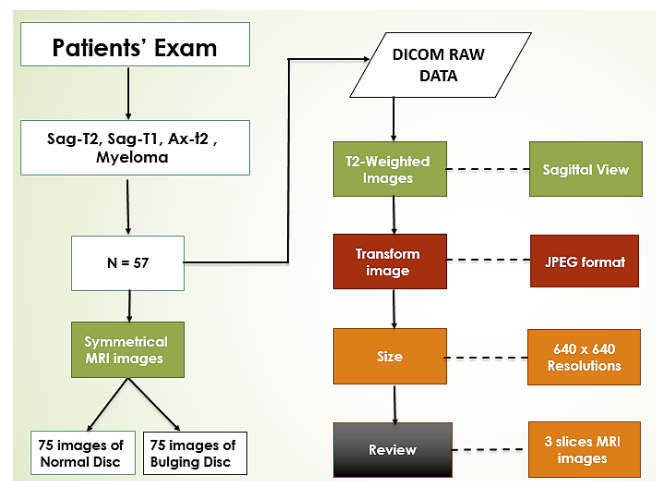 Patients' Exam
Sag-T2, Sag-T1, Ax-t2 ,
Myeloma
N = 57
Symmetrical
MRI images
75 images of
Normal Disc
75 images of
Bulging Disc
DICOM RAW
DATA
T2-Weighted
Images
Sagittal View
Transform
image
JPEG format
Size
640 x 640
Resolutions
Review
3 slices MRI
images